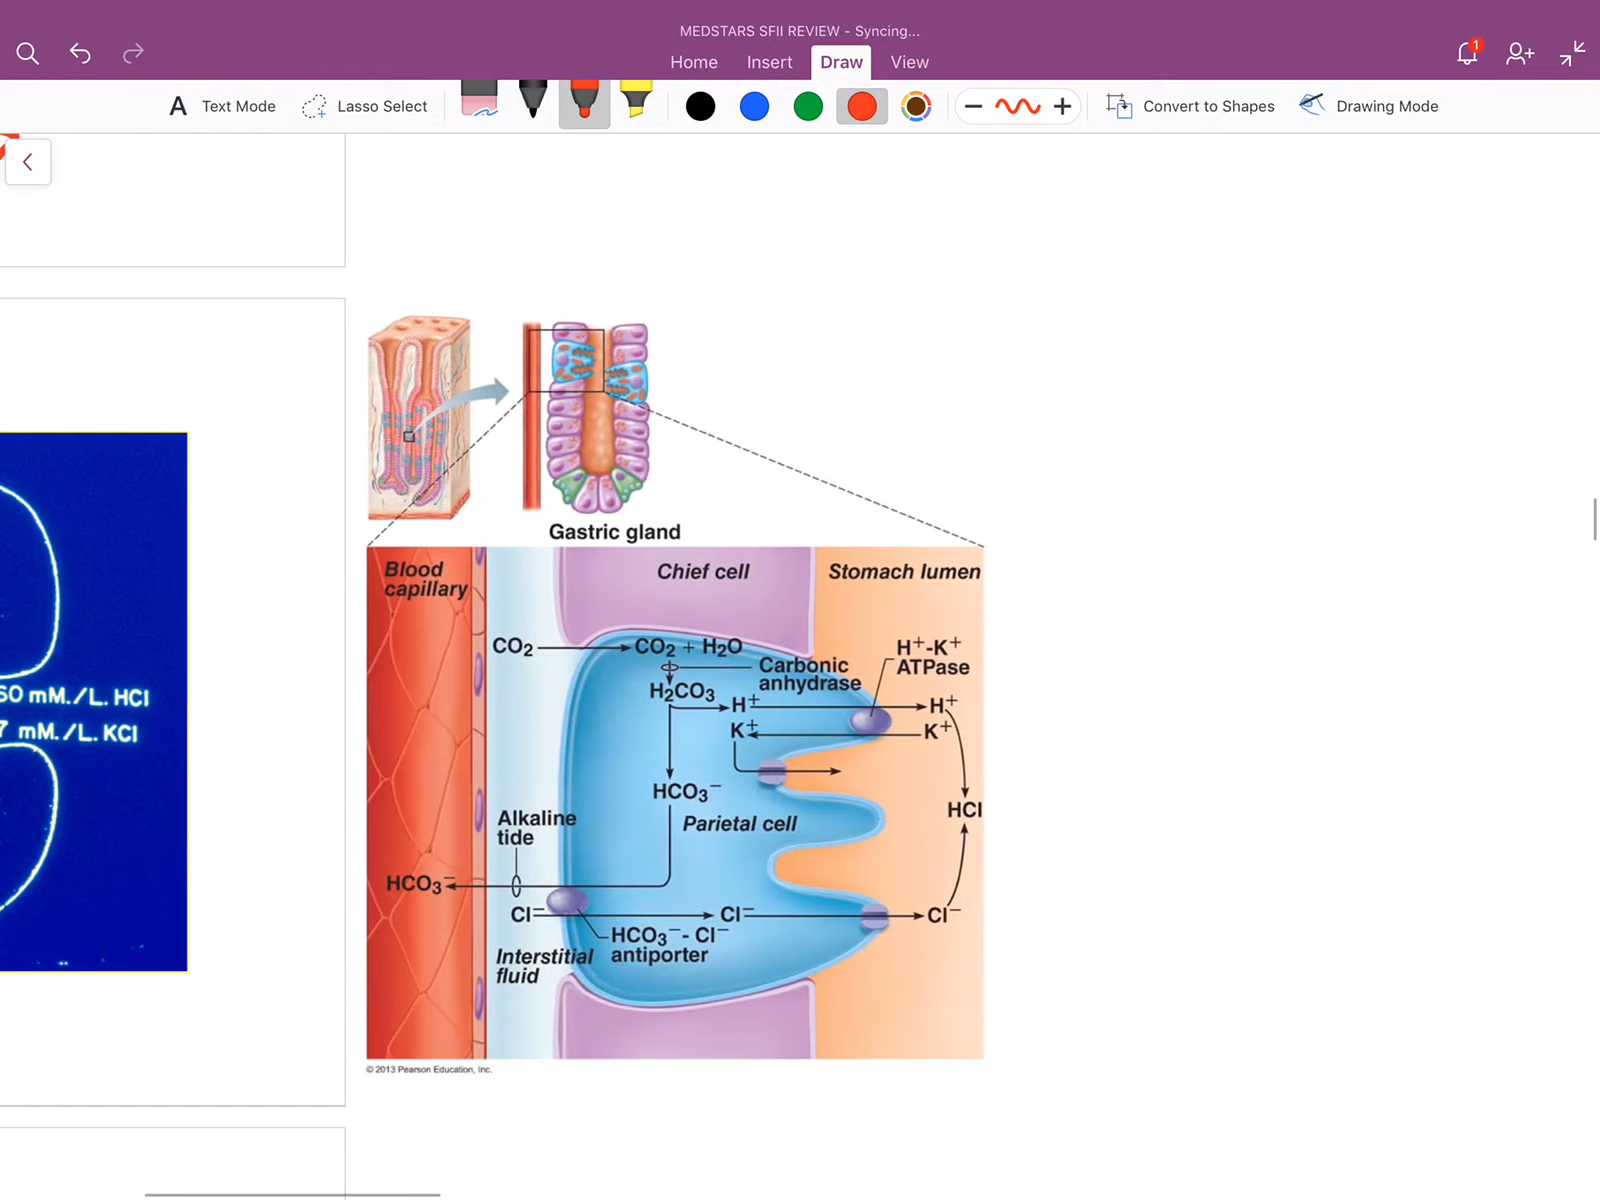 MEDSTARS SFII REVIEW - Syncing...
Home Insert Draw View
1
A Text Mode Lasso Select Convert to Shapes Drawing Mode
mM./L. HCl
mM./L. KCl
Gastric gland
Blood
capillary
Chief cell
Stomach lumen
CO2
CO2 + H2O
H+-K+
ATPase
Carbonic
anhydrase
H2CO3
H+
H+
K+
K+
HCO3−
HCl
Alkaline
tide
Parietal cell
HCO3−
Cl−
Cl−
Cl−
HCO3− - Cl−
antiporter
Interstitial
fluid
© 2013 Pearson Education, Inc.